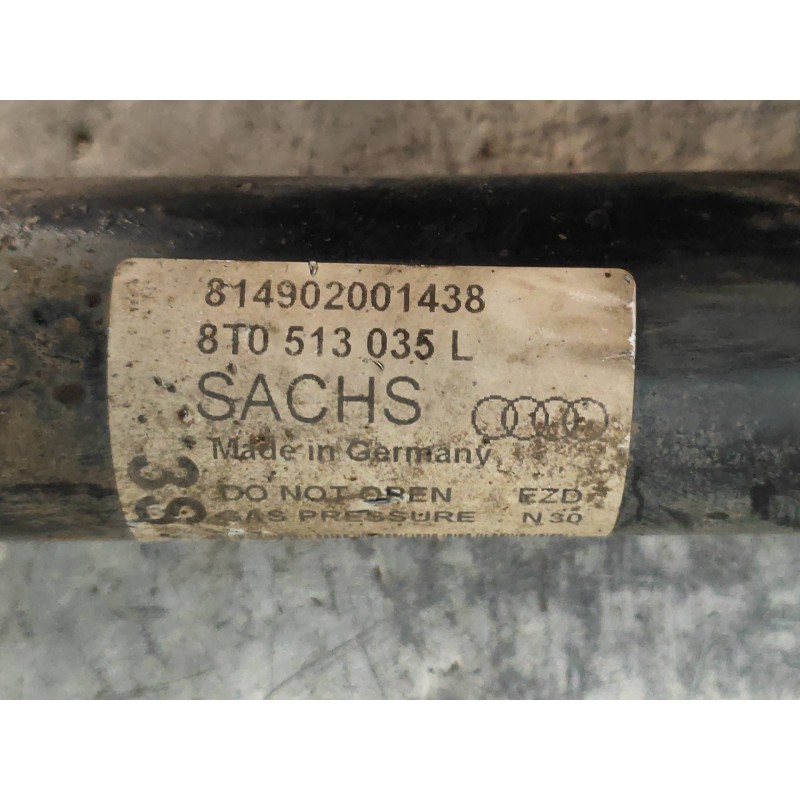 814902001438
8T0 513 035 L
SACHS
Made in Germany
DO NOT OPEN EZD
GAS PRESSURE N 30